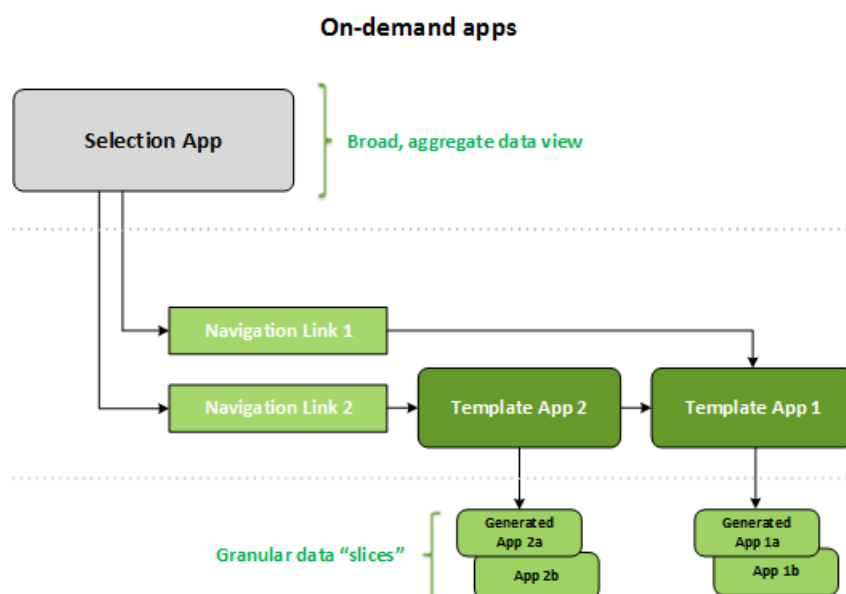 On-demand apps
Selection App
Broad, aggregate data view
Navigation Link 1
Navigation Link 2
Template App 2
Template App 1
Granular data “slices”
Generated
App 2a
App 2b
Generated
App 1a
App 1b